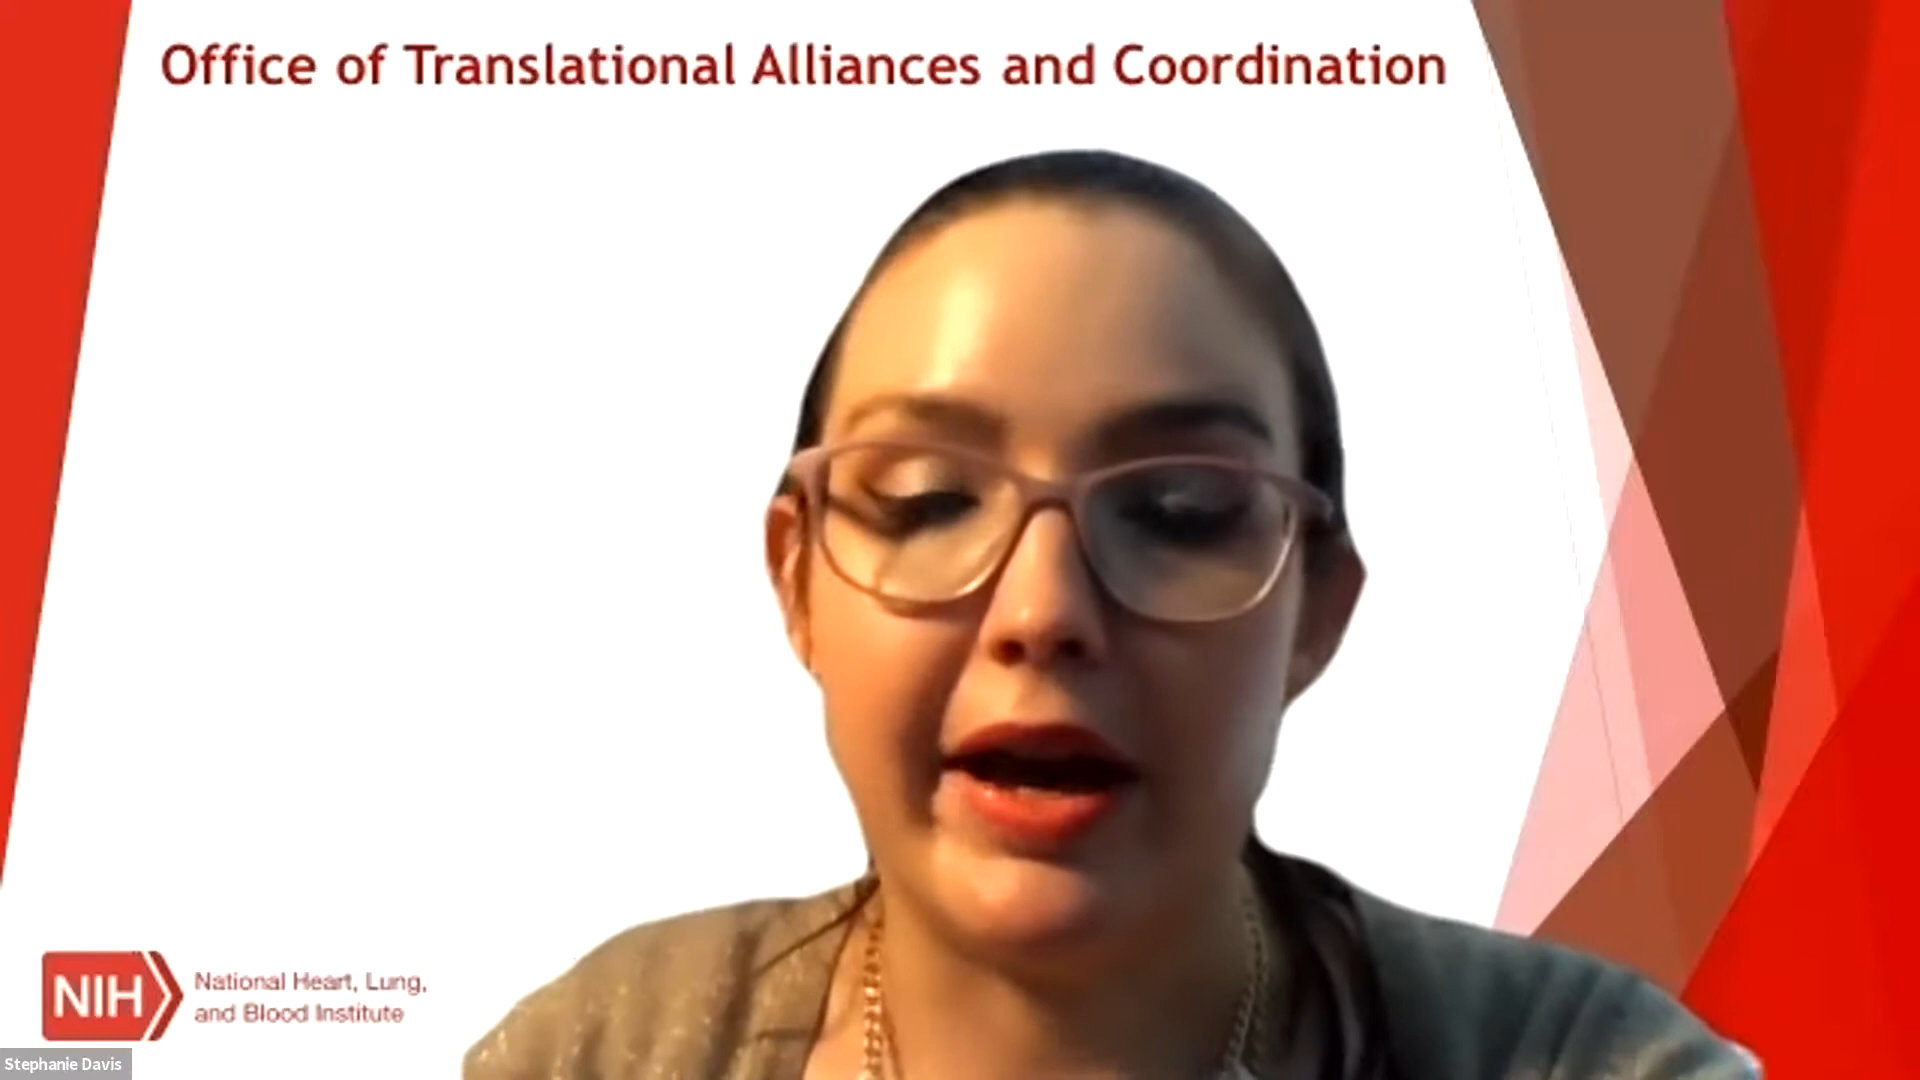 Office of Translational Alliances and Coordination
NIH
National Heart, Lung,
and Blood Institute
Stephanie Davis